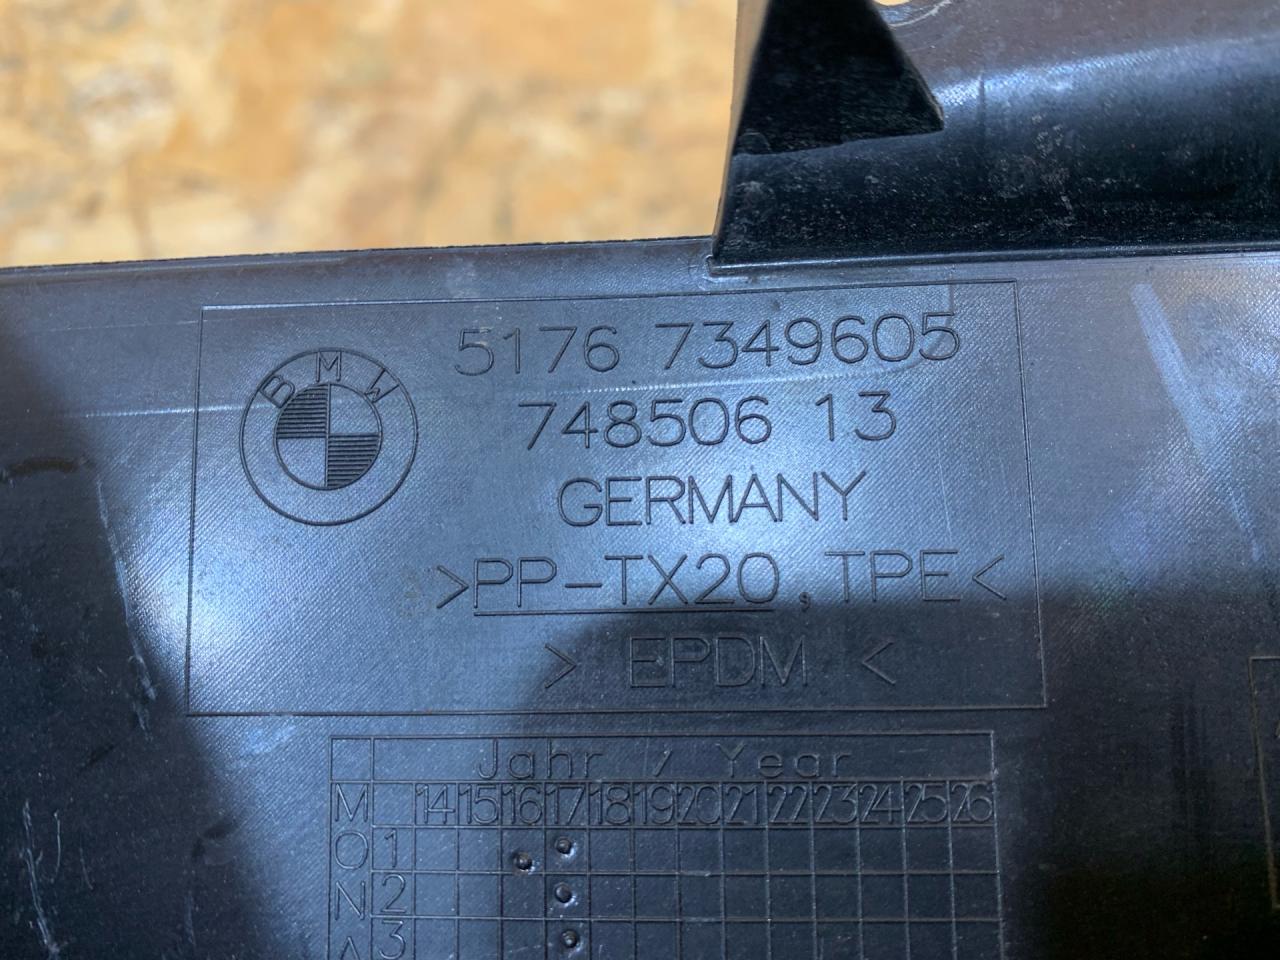 BMW
5176 7349605
748506 13
GERMANY
>PP-TX20,TPE<
> EPDM <
Jahr / Year
M 14 15 16 17 18 19 20 21 22 23 24 25 26
O 1
N 2
3